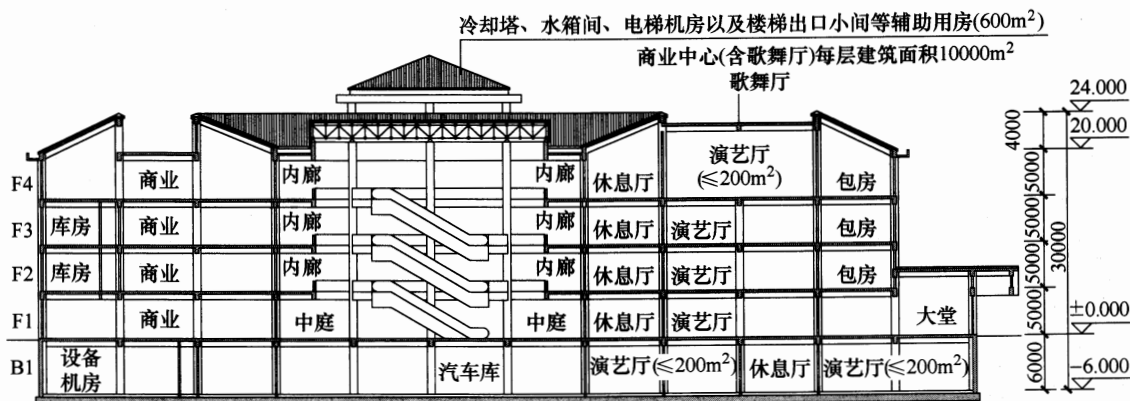 冷却塔、水箱间、电梯机房以及楼梯出口小间等辅助用房(600m²)
商业中心(含歌舞厅)每层建筑面积10000m²
歌舞厅
24.000
4000
20.000
F4
商业
内廊
内廊
休息厅
演艺厅
(≤200m²)
包房
5000
F3
库房
商业
内廊
内廊
休息厅
演艺厅
包房
5000
30000
F2
库房
商业
内廊
内廊
休息厅
演艺厅
包房
5000
F1
商业
中庭
中庭
休息厅
演艺厅
大堂
5000
±0.000
B1
设备
机房
汽车库
演艺厅(≤200m²)
休息厅
演艺厅(≤200m²)
6000
-6.000